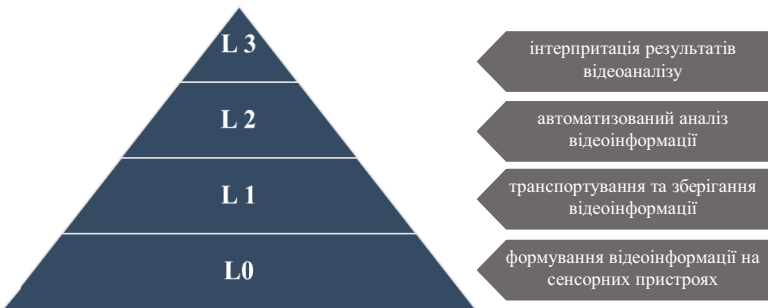 L 3
інтерпритація результатів
відеоаналізу
L 2
автоматизований аналіз
відеоінформації
L 1
транспортування та зберігання
відеоінформації
L0
формування відеоінформації на
сенсорних пристроях